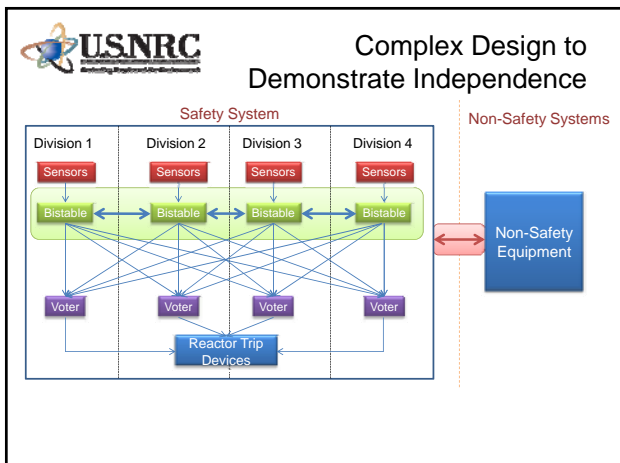 U.S.NRC
Complex Design to
Demonstrate Independence
Safety System
Non-Safety Systems
Division 1
Division 2
Division 3
Division 4
Sensors
Sensors
Sensors
Sensors
Bistable
Bistable
Bistable
Bistable
Non-Safety
Equipment
Voter
Voter
Voter
Voter
Reactor Trip
Devices